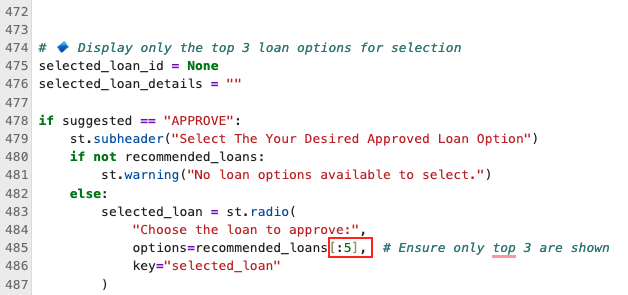 472
473
474 # 🔹 Display only the top 3 loan options for selection
475 selected_loan_id = None
476 selected_loan_details = ""
477
478 if suggested == "APPROVE":
479     st.subheader("Select The Your Desired Approved Loan Option")
480     if not recommended_loans:
481         st.warning("No loan options available to select.")
482     else:
483         selected_loan = st.radio(
484             "Choose the loan to approve:",
485             options=recommended_loans[:5],  # Ensure only top 3 are shown
486             key="selected_loan"
487         )